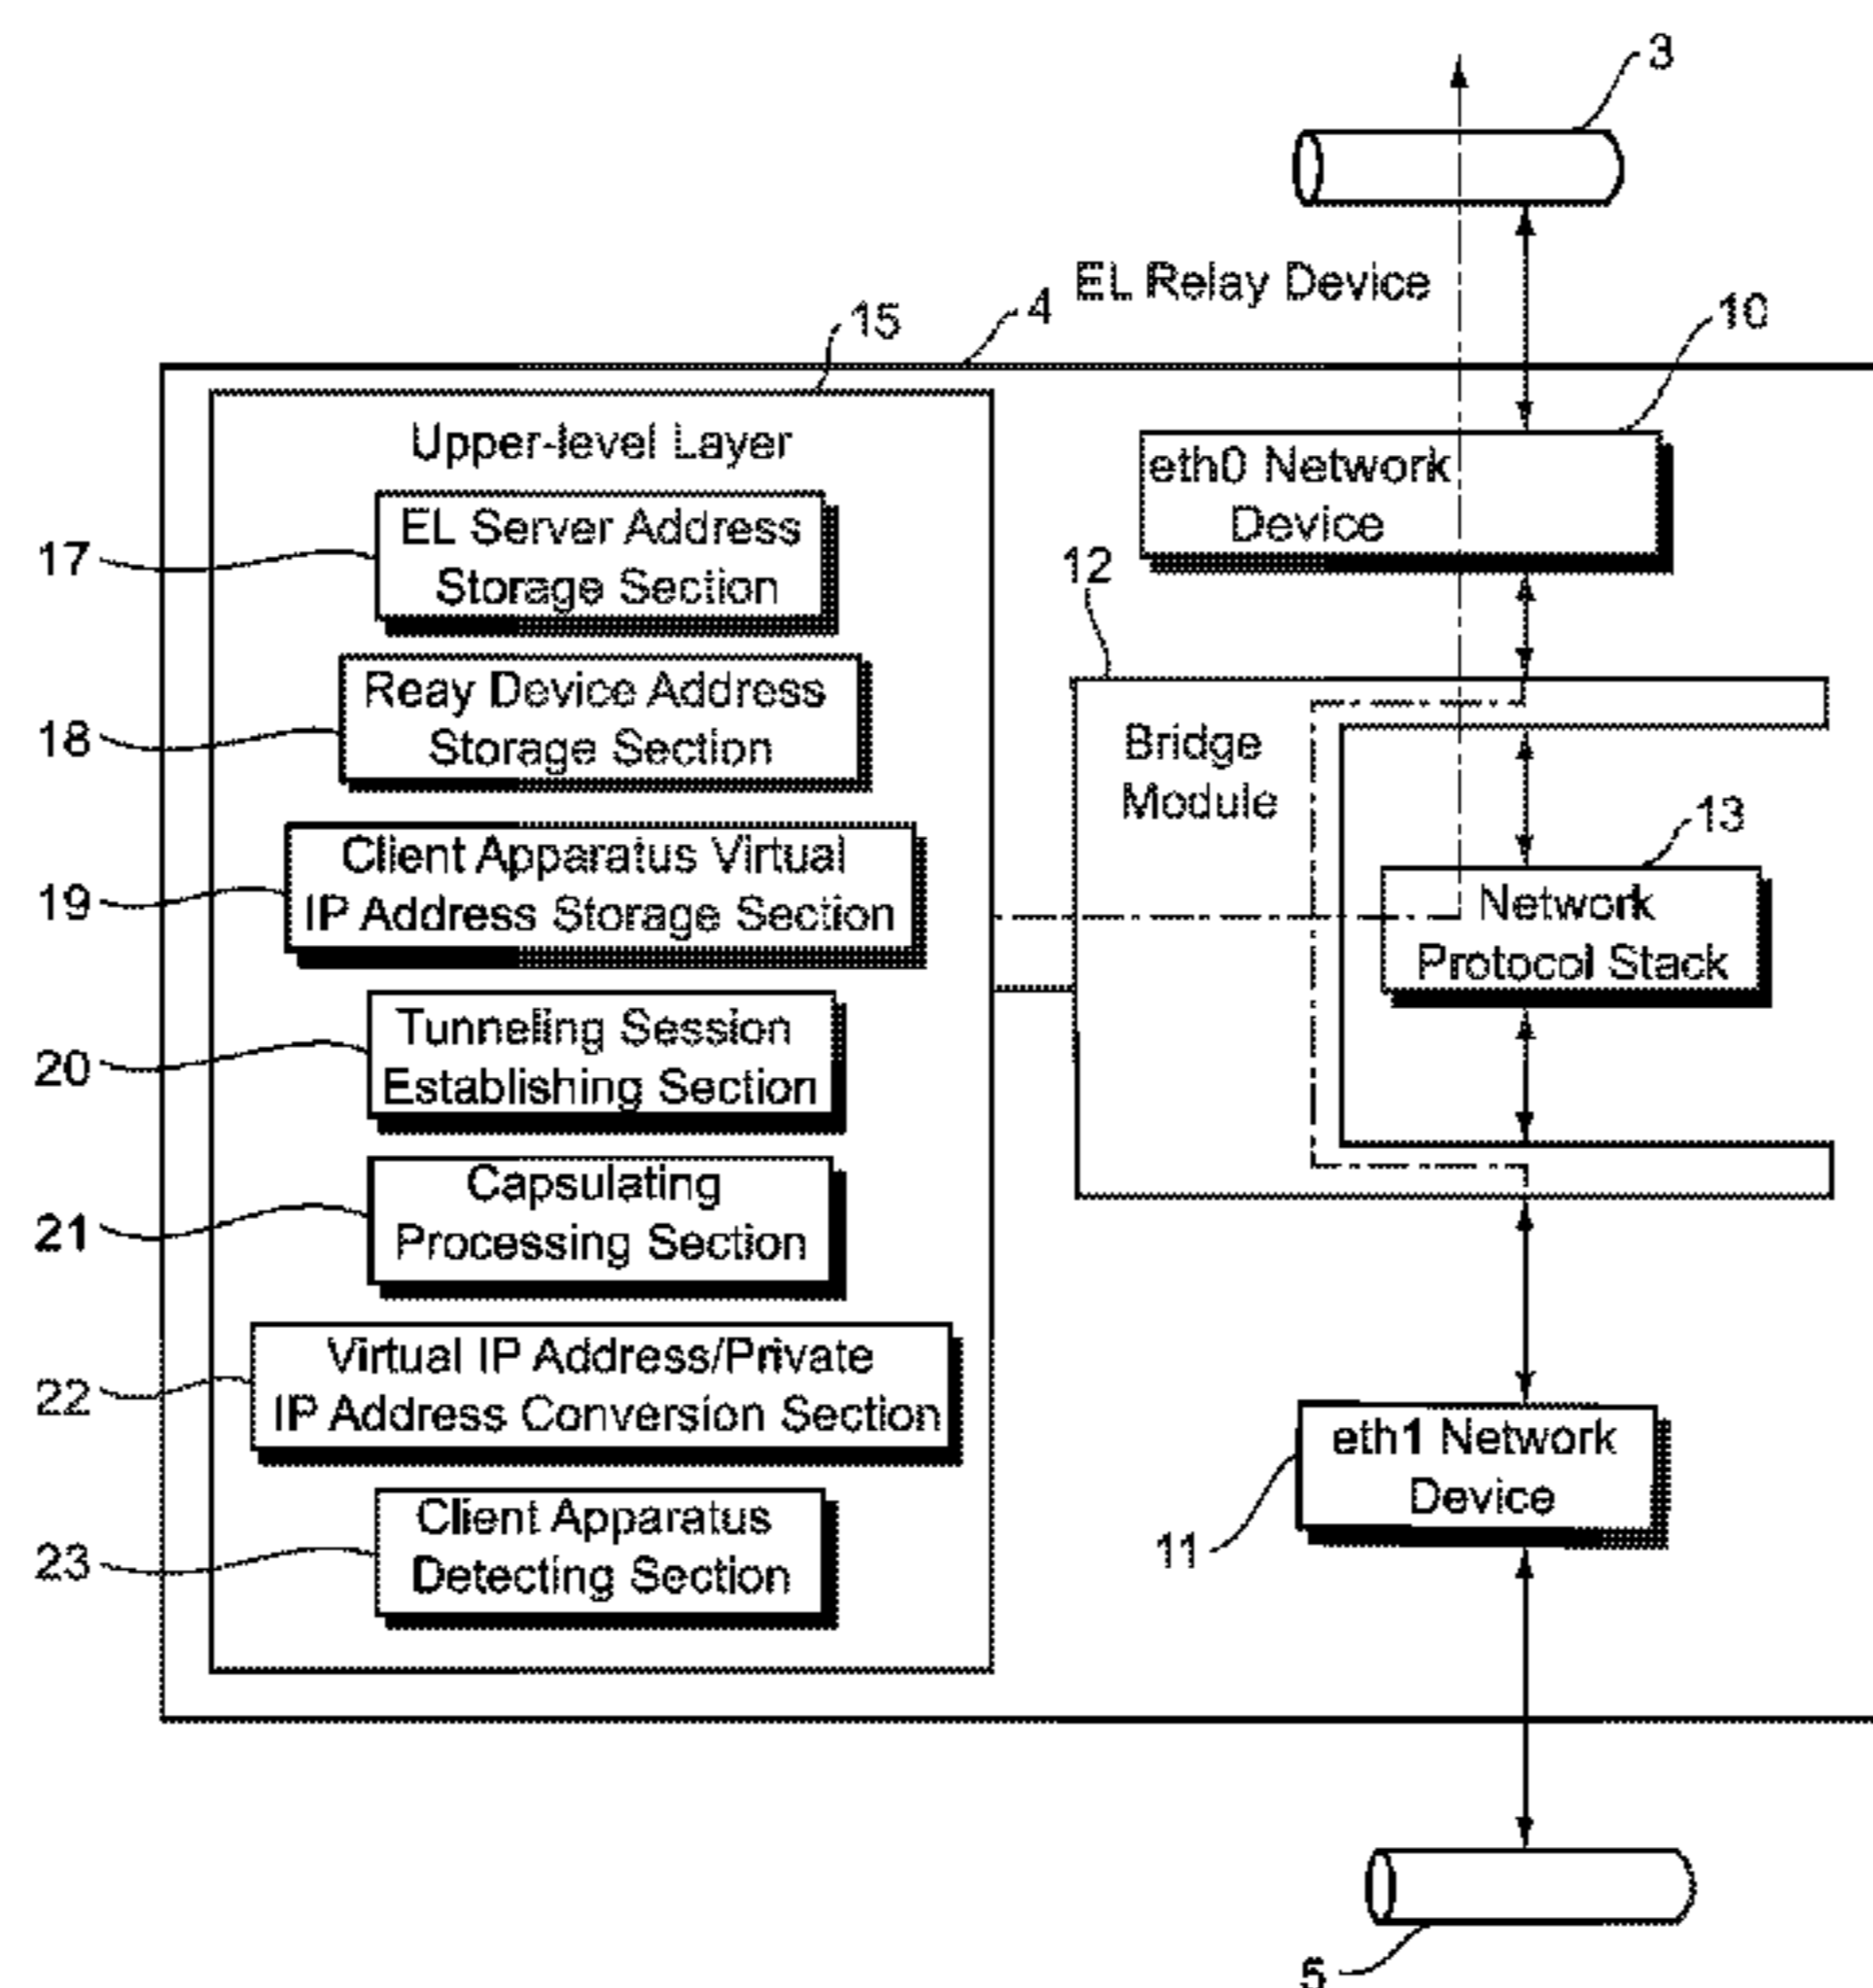 3
EL Relay Device
4
15
10
Upper-level Layer
eth0 Network
Device
EL Server Address
Storage Section
17
12
Reay Device Address
Storage Section
18
Bridge
Module
13
Client Apparatus Virtual
IP Address Storage Section
19
Network
Protocol Stack
Tunneling Session
Establishing Section
20
Capsulating
Processing Section
21
Virtual IP Address/Private
IP Address Conversion Section
22
eth1 Network
Device
11
Client Apparatus
Detecting Section
23
5